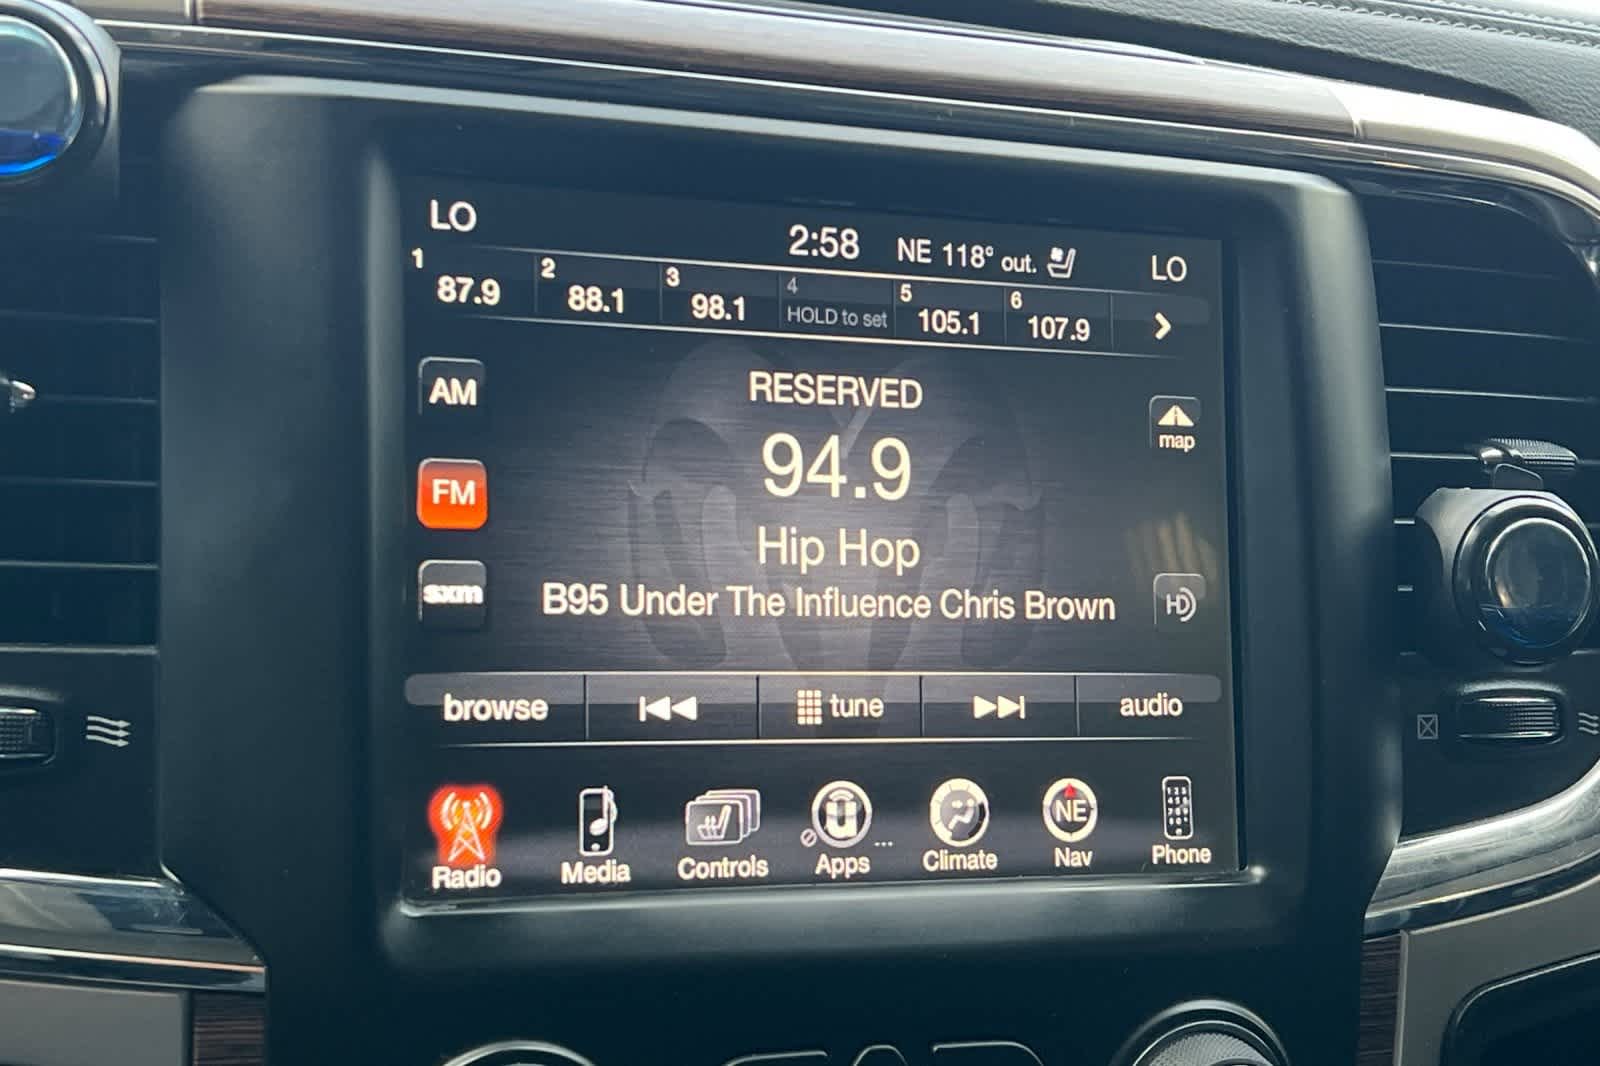 LO 2:58 NE 118° out. LO
1 87.9 2 88.1 3 98.1 4 HOLD to set 5 105.1 6 107.9
AM
RESERVED
map
94.9
FM
Hip Hop
sxm
B95 Under The Influence Chris Brown
HD
browse tune audio
NE
Radio Media Controls Apps ... Climate Nav Phone